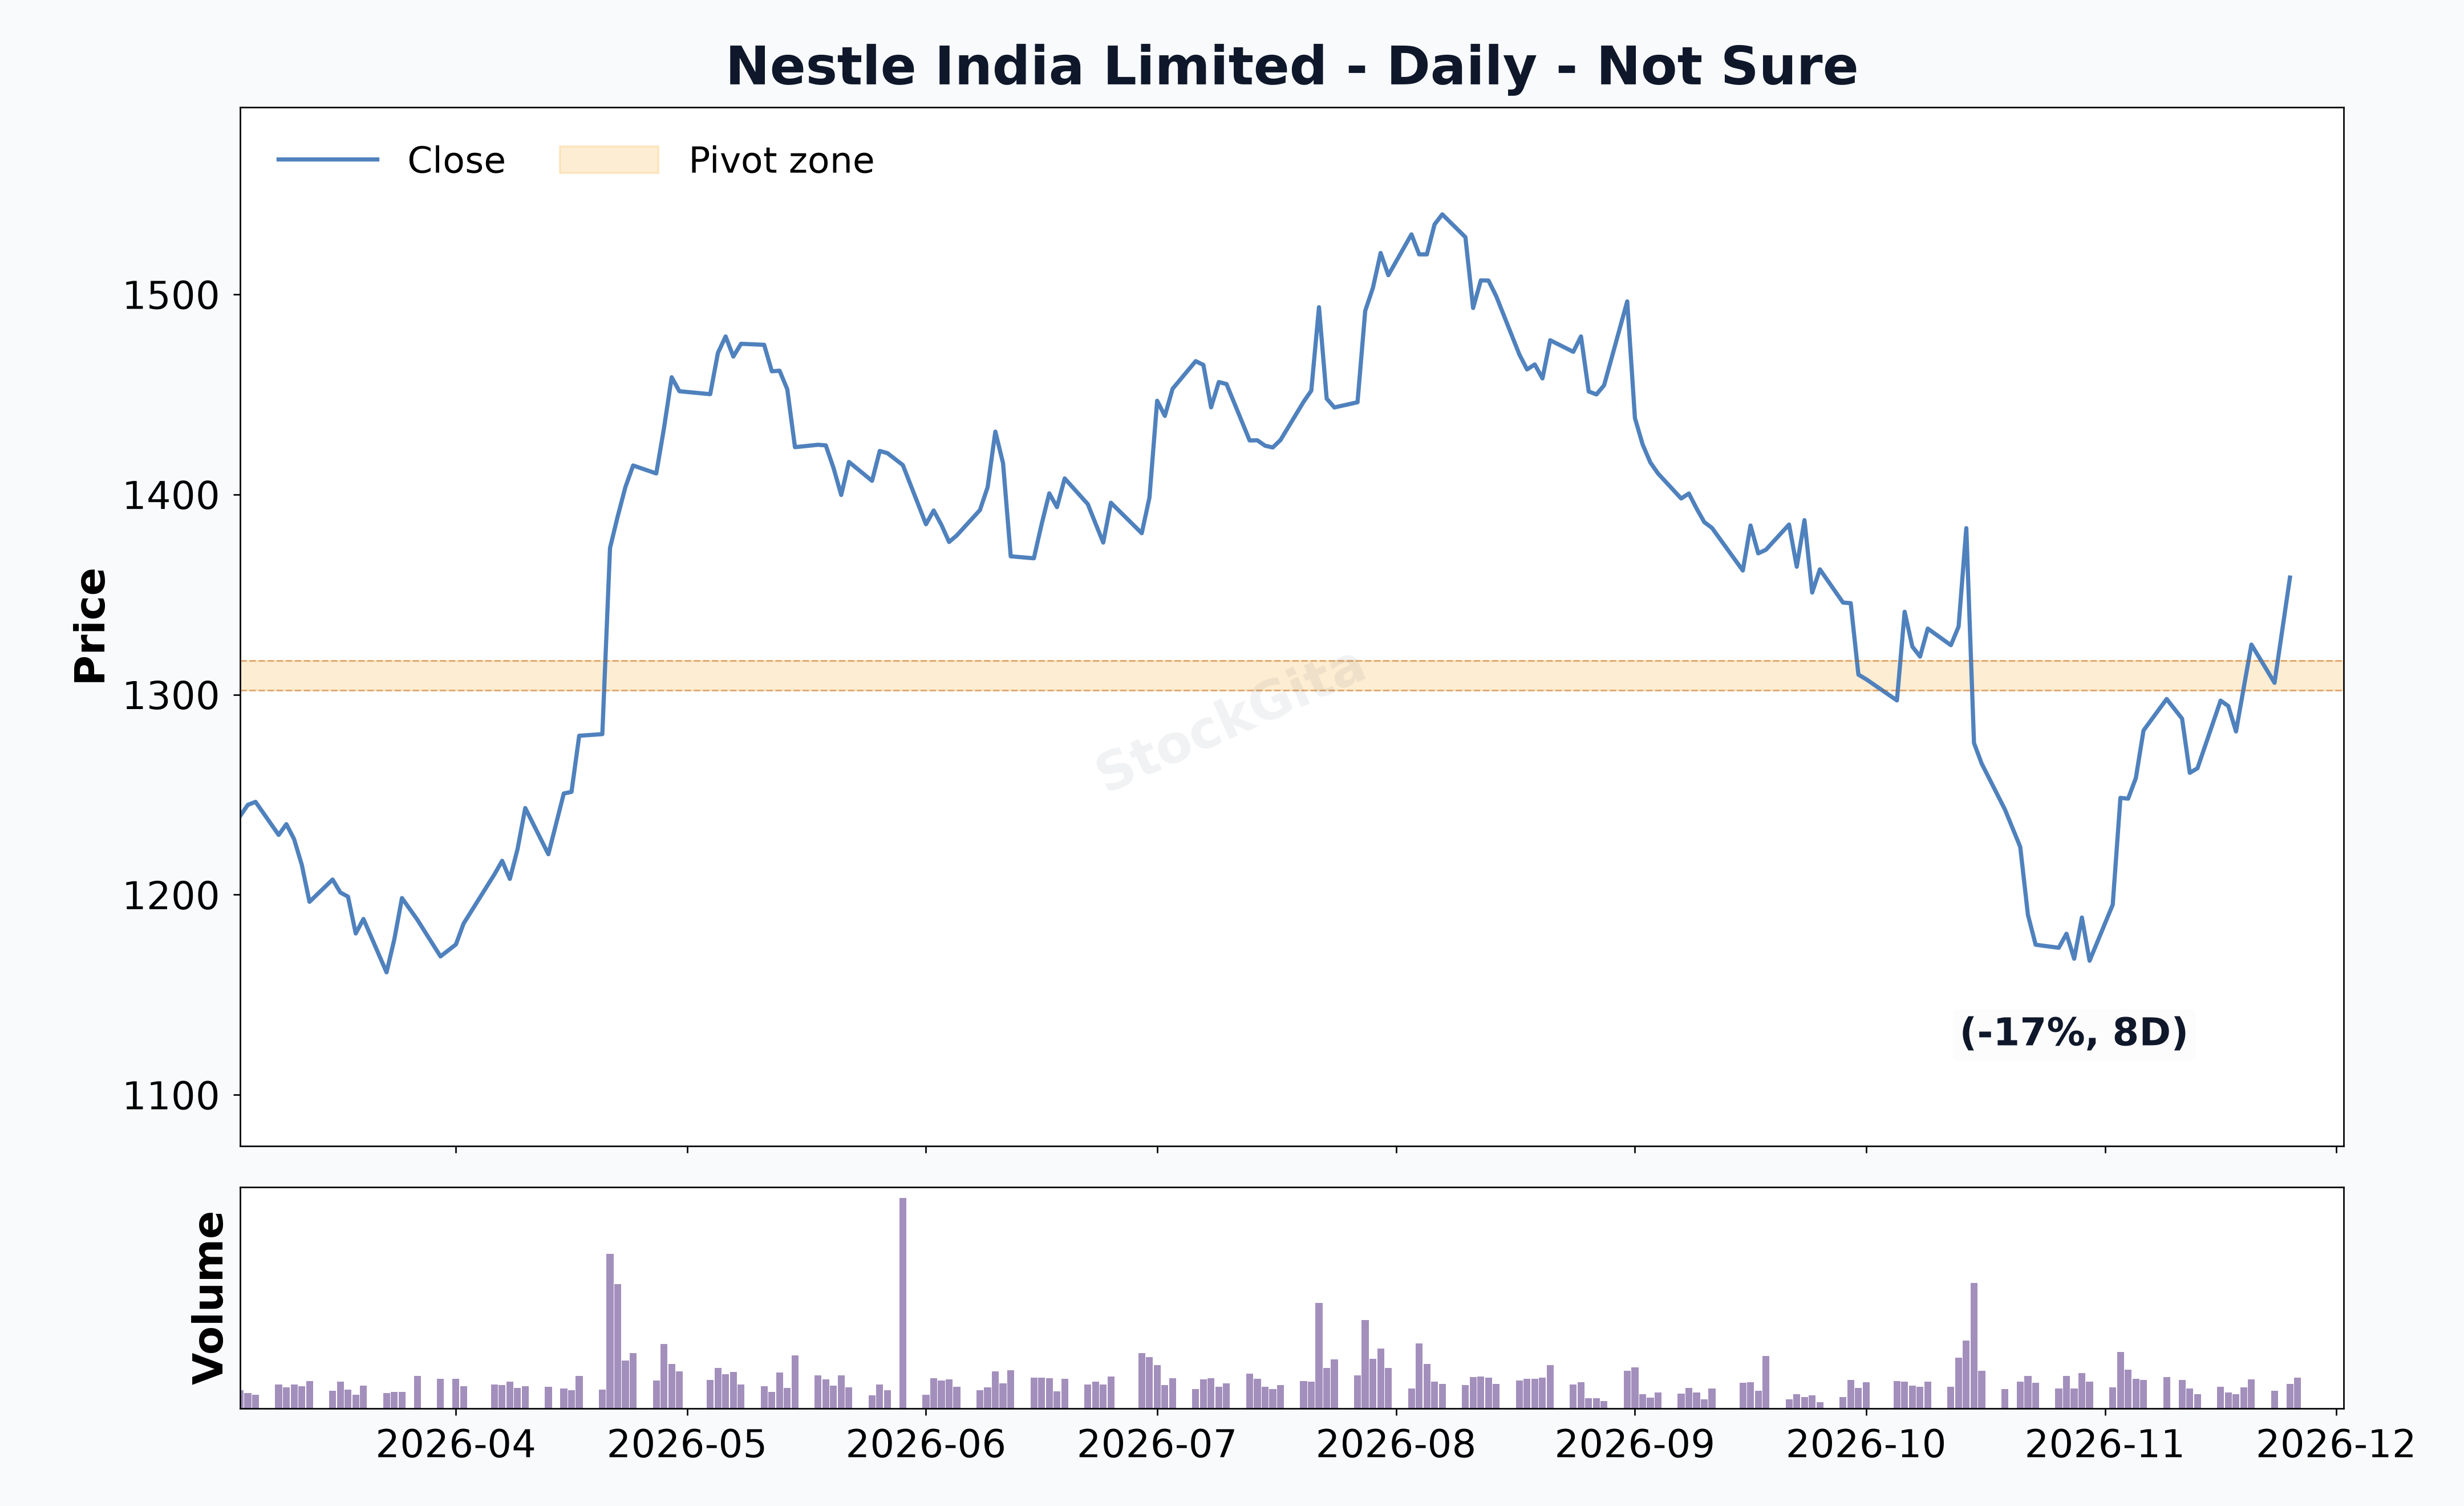 Nestle India Limited - Daily - Not Sure
Close
Pivot zone
Price
1500
1400
1300
1200
1100
StockGita
(-17%, 8D)
Volume
2026-04
2026-05
2026-06
2026-07
2026-08
2026-09
2026-10
2026-11
2026-12